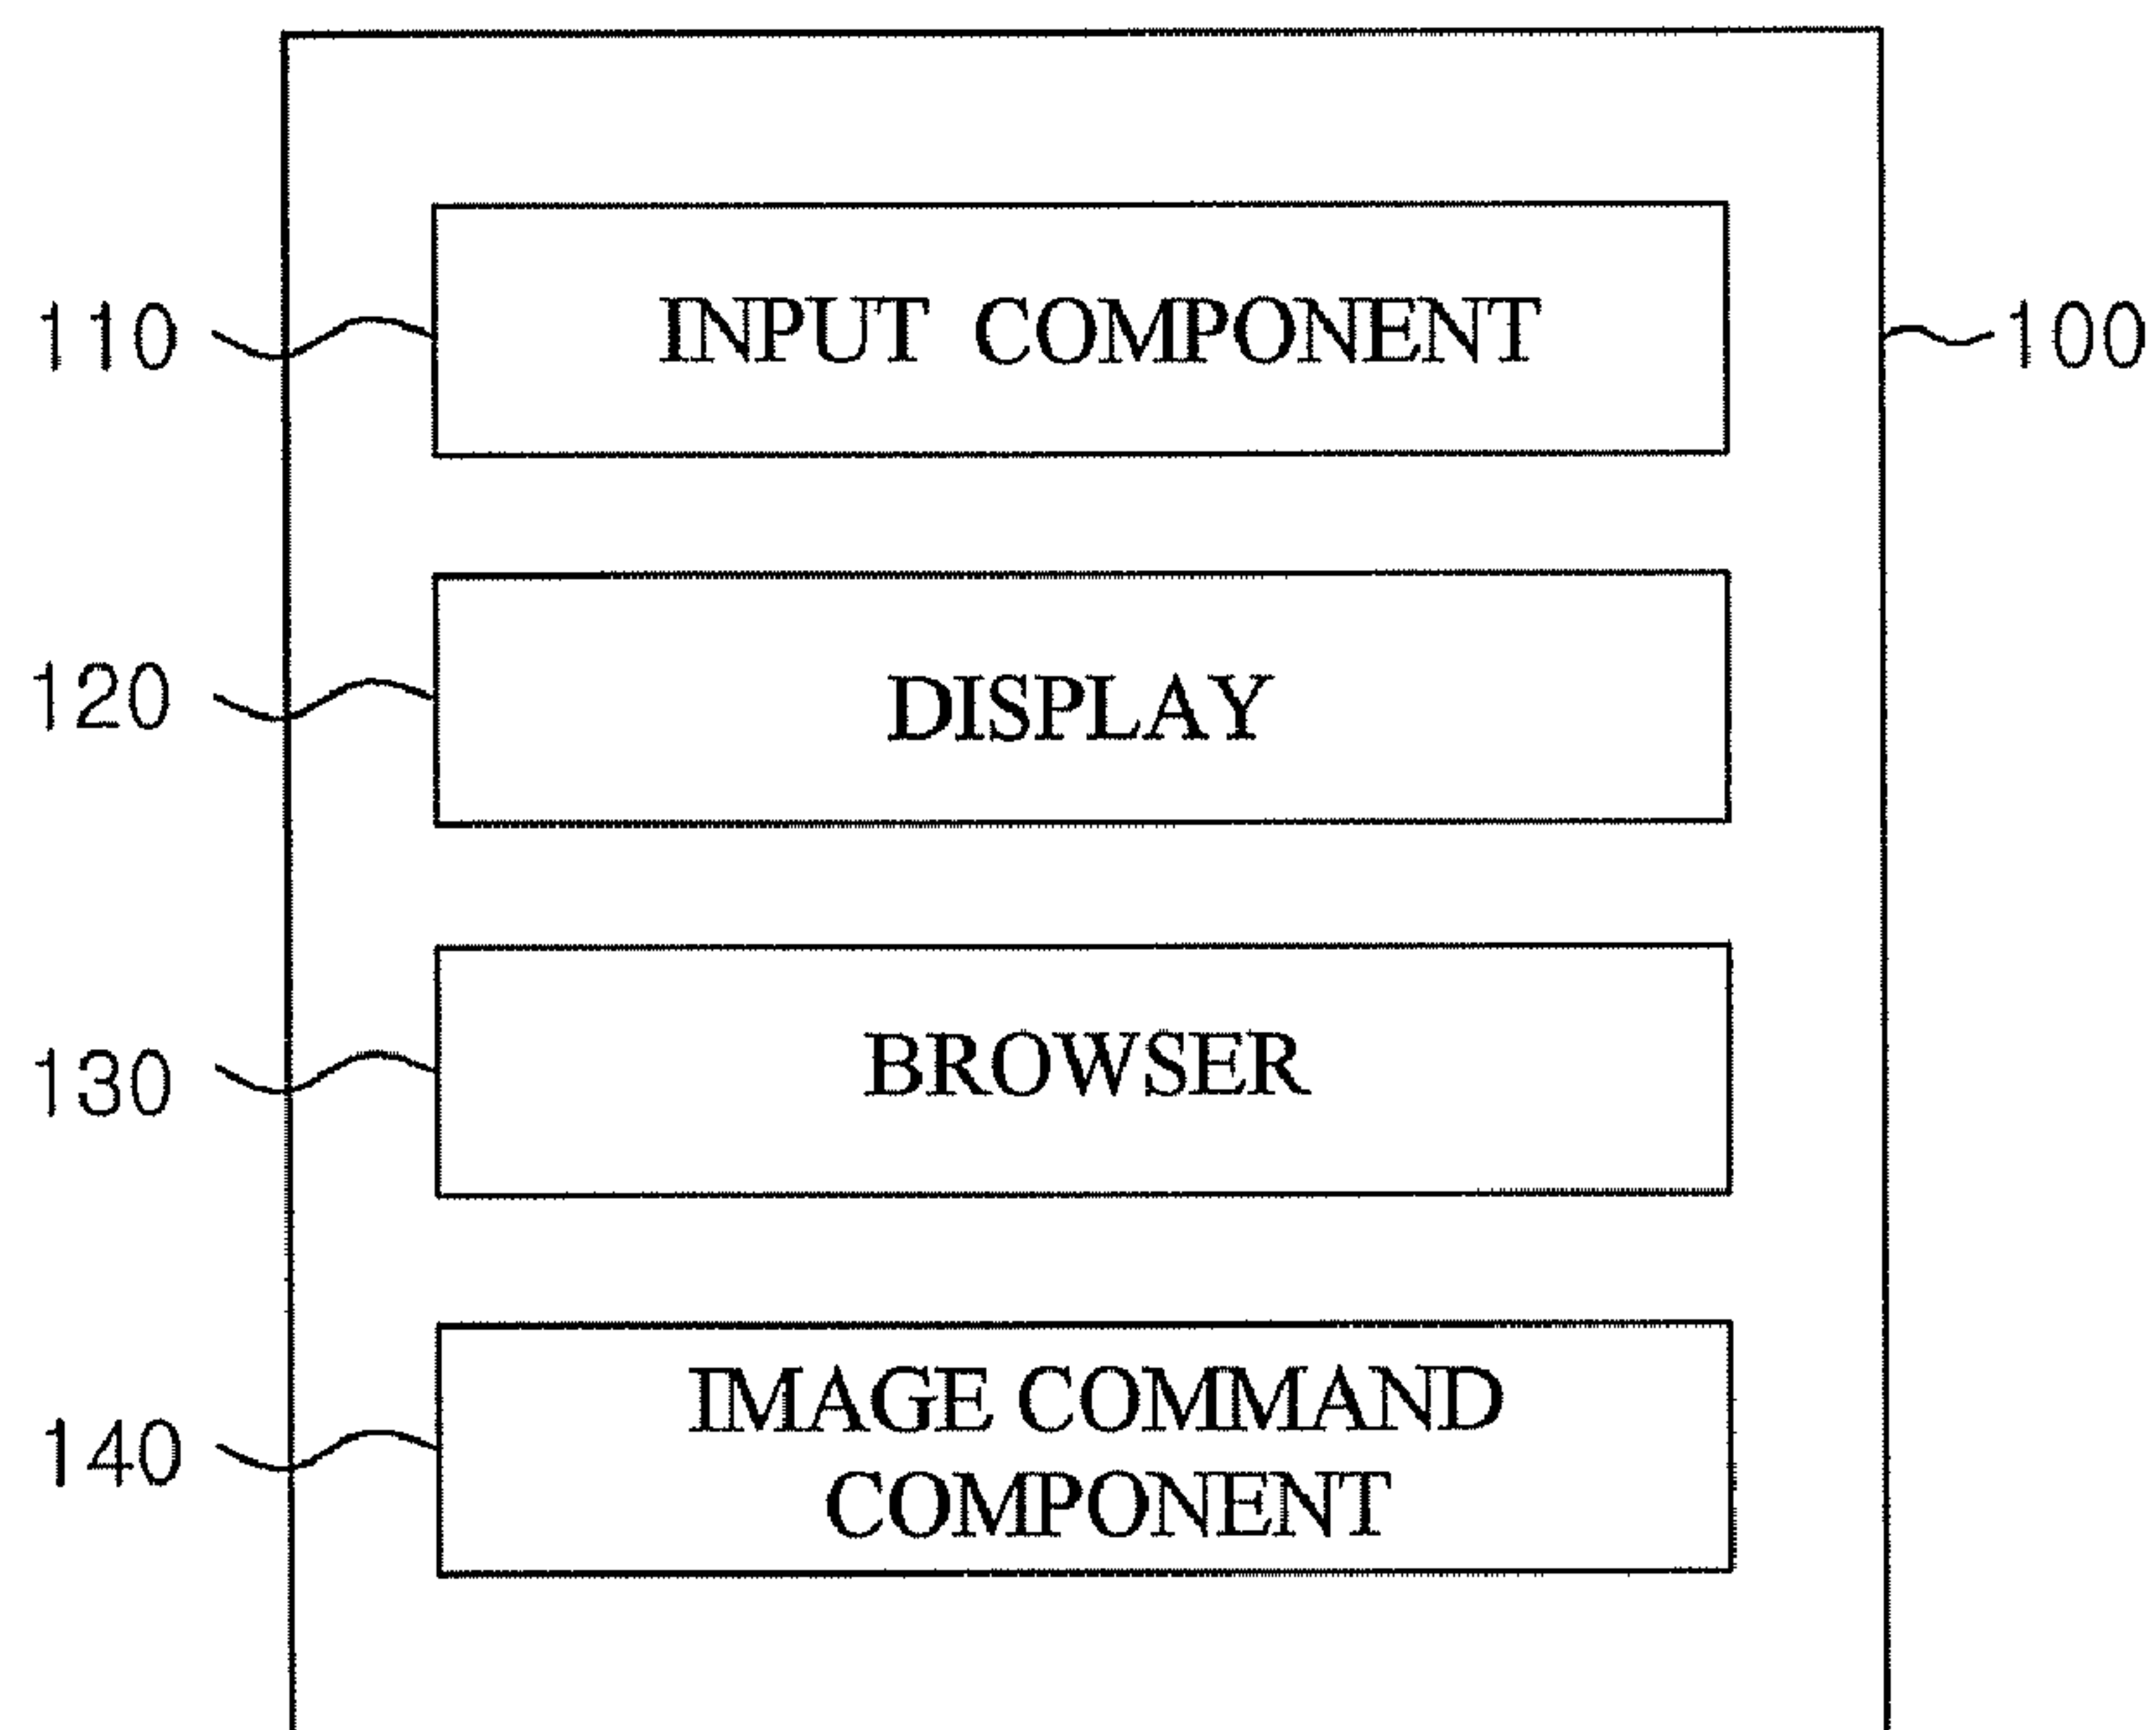 110 INPUT COMPONENT 100
120 DISPLAY
130 BROWSER
140 IMAGE COMMAND
COMPONENT